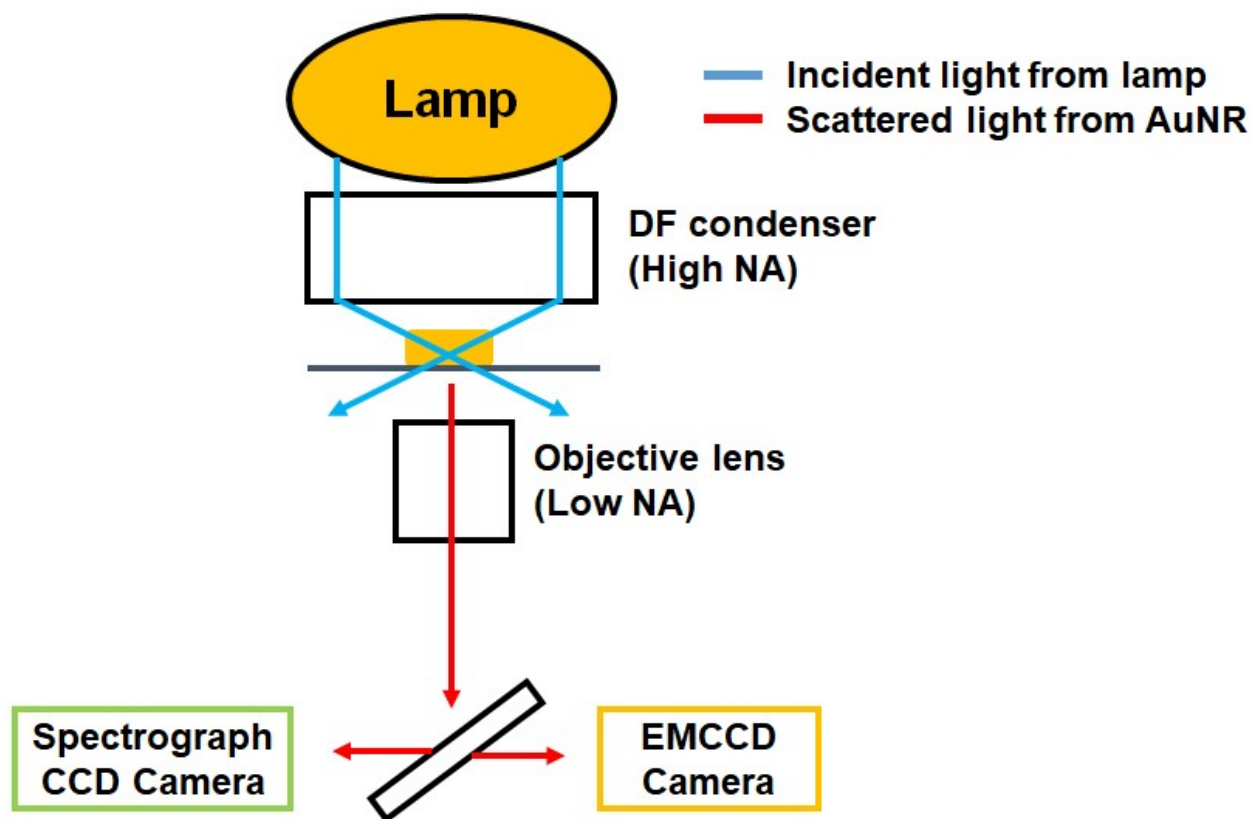 Lamp
Incident light from lamp
Scattered light from AuNR
DF condenser
(High NA)
Objective lens
(Low NA)
Spectrograph
CCD Camera
EMCCD
Camera